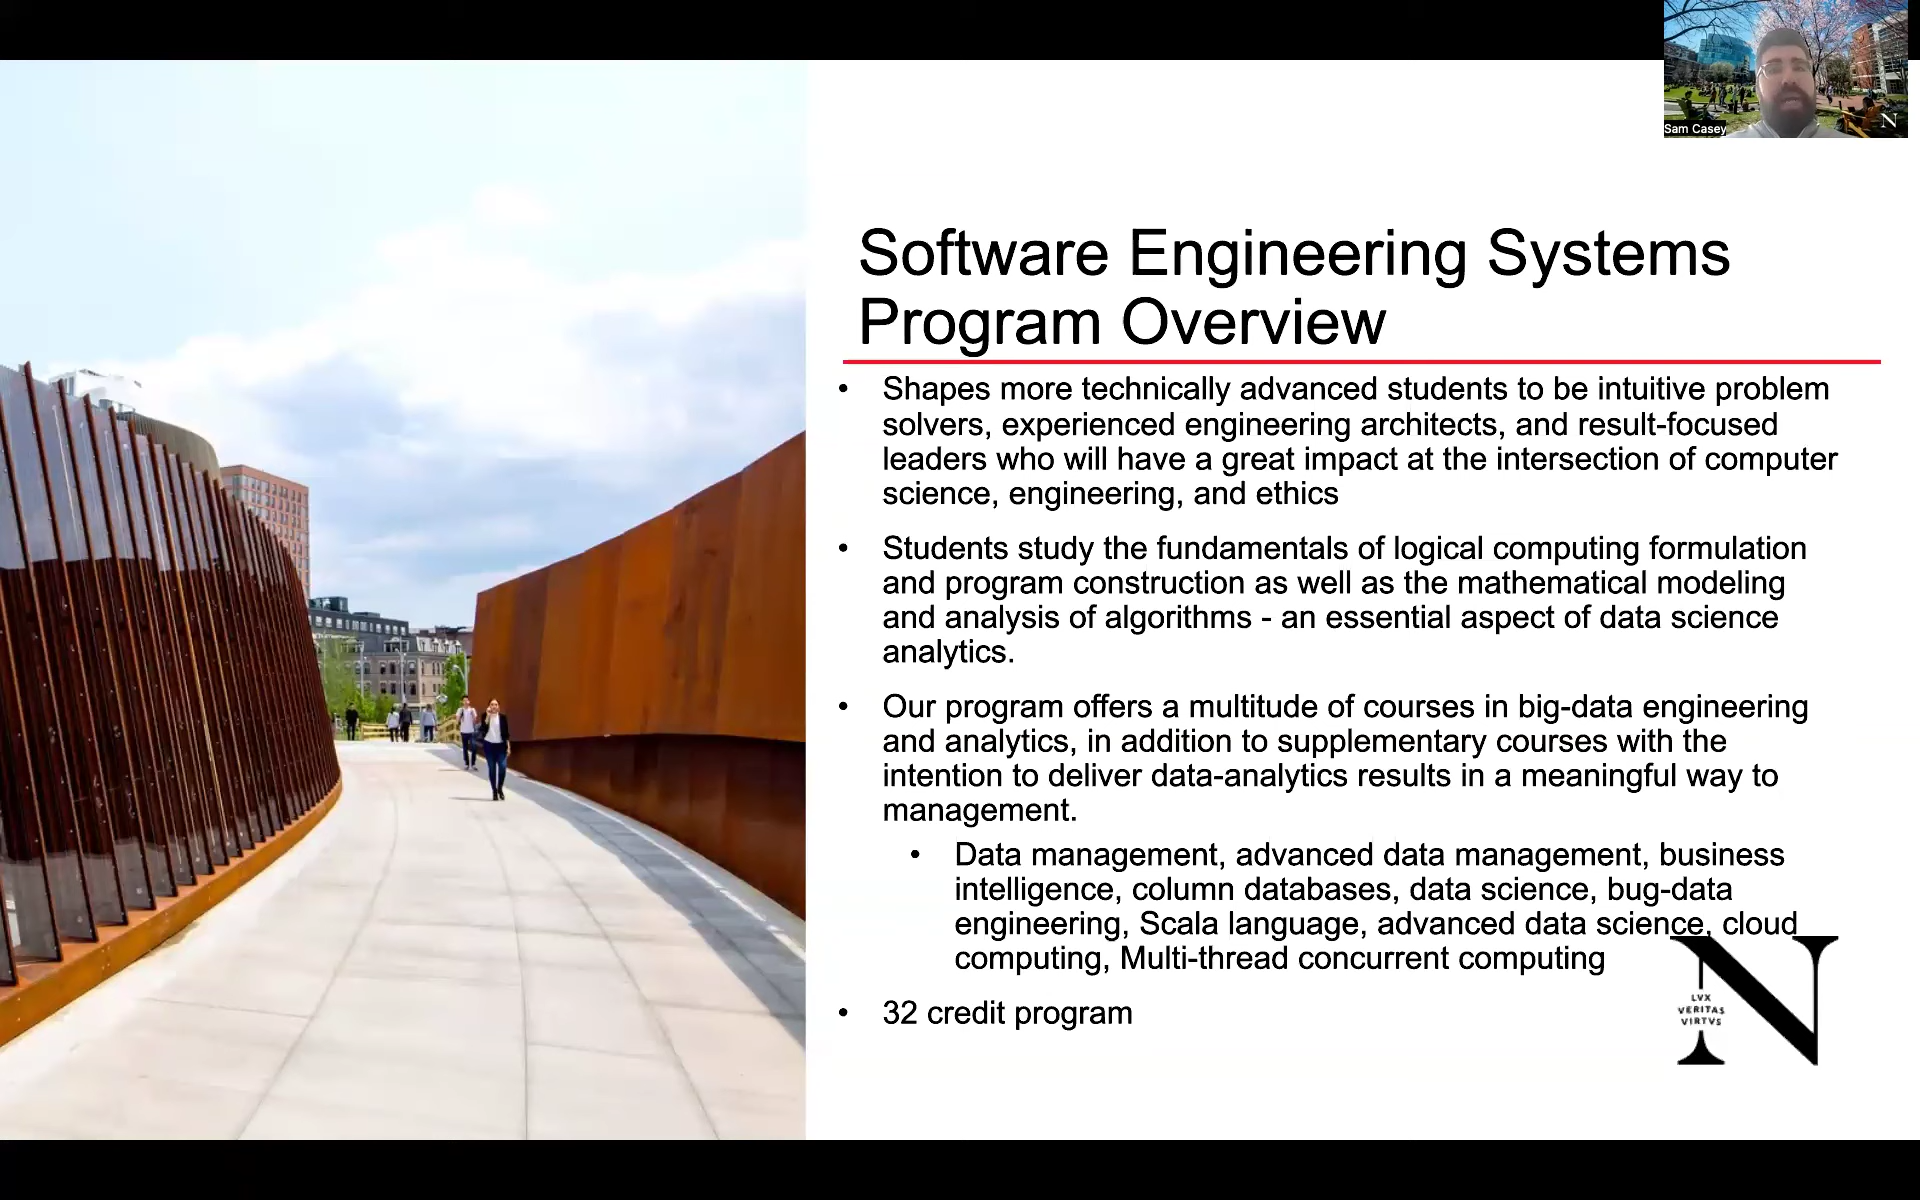 Sam Casey
N
Software Engineering Systems
Program Overview
• Shapes more technically advanced students to be intuitive problem
solvers, experienced engineering architects, and result-focused
leaders who will have a great impact at the intersection of computer
science, engineering, and ethics
• Students study the fundamentals of logical computing formulation
and program construction as well as the mathematical modeling
and analysis of algorithms - an essential aspect of data science
analytics.
• Our program offers a multitude of courses in big-data engineering
and analytics, in addition to supplementary courses with the
intention to deliver data-analytics results in a meaningful way to
management.
• Data management, advanced data management, business
intelligence, column databases, data science, bug-data
engineering, Scala language, advanced data science, cloud
computing, Multi-thread concurrent computing
• 32 credit program
N
LVX
VERITAS
VIRTVS